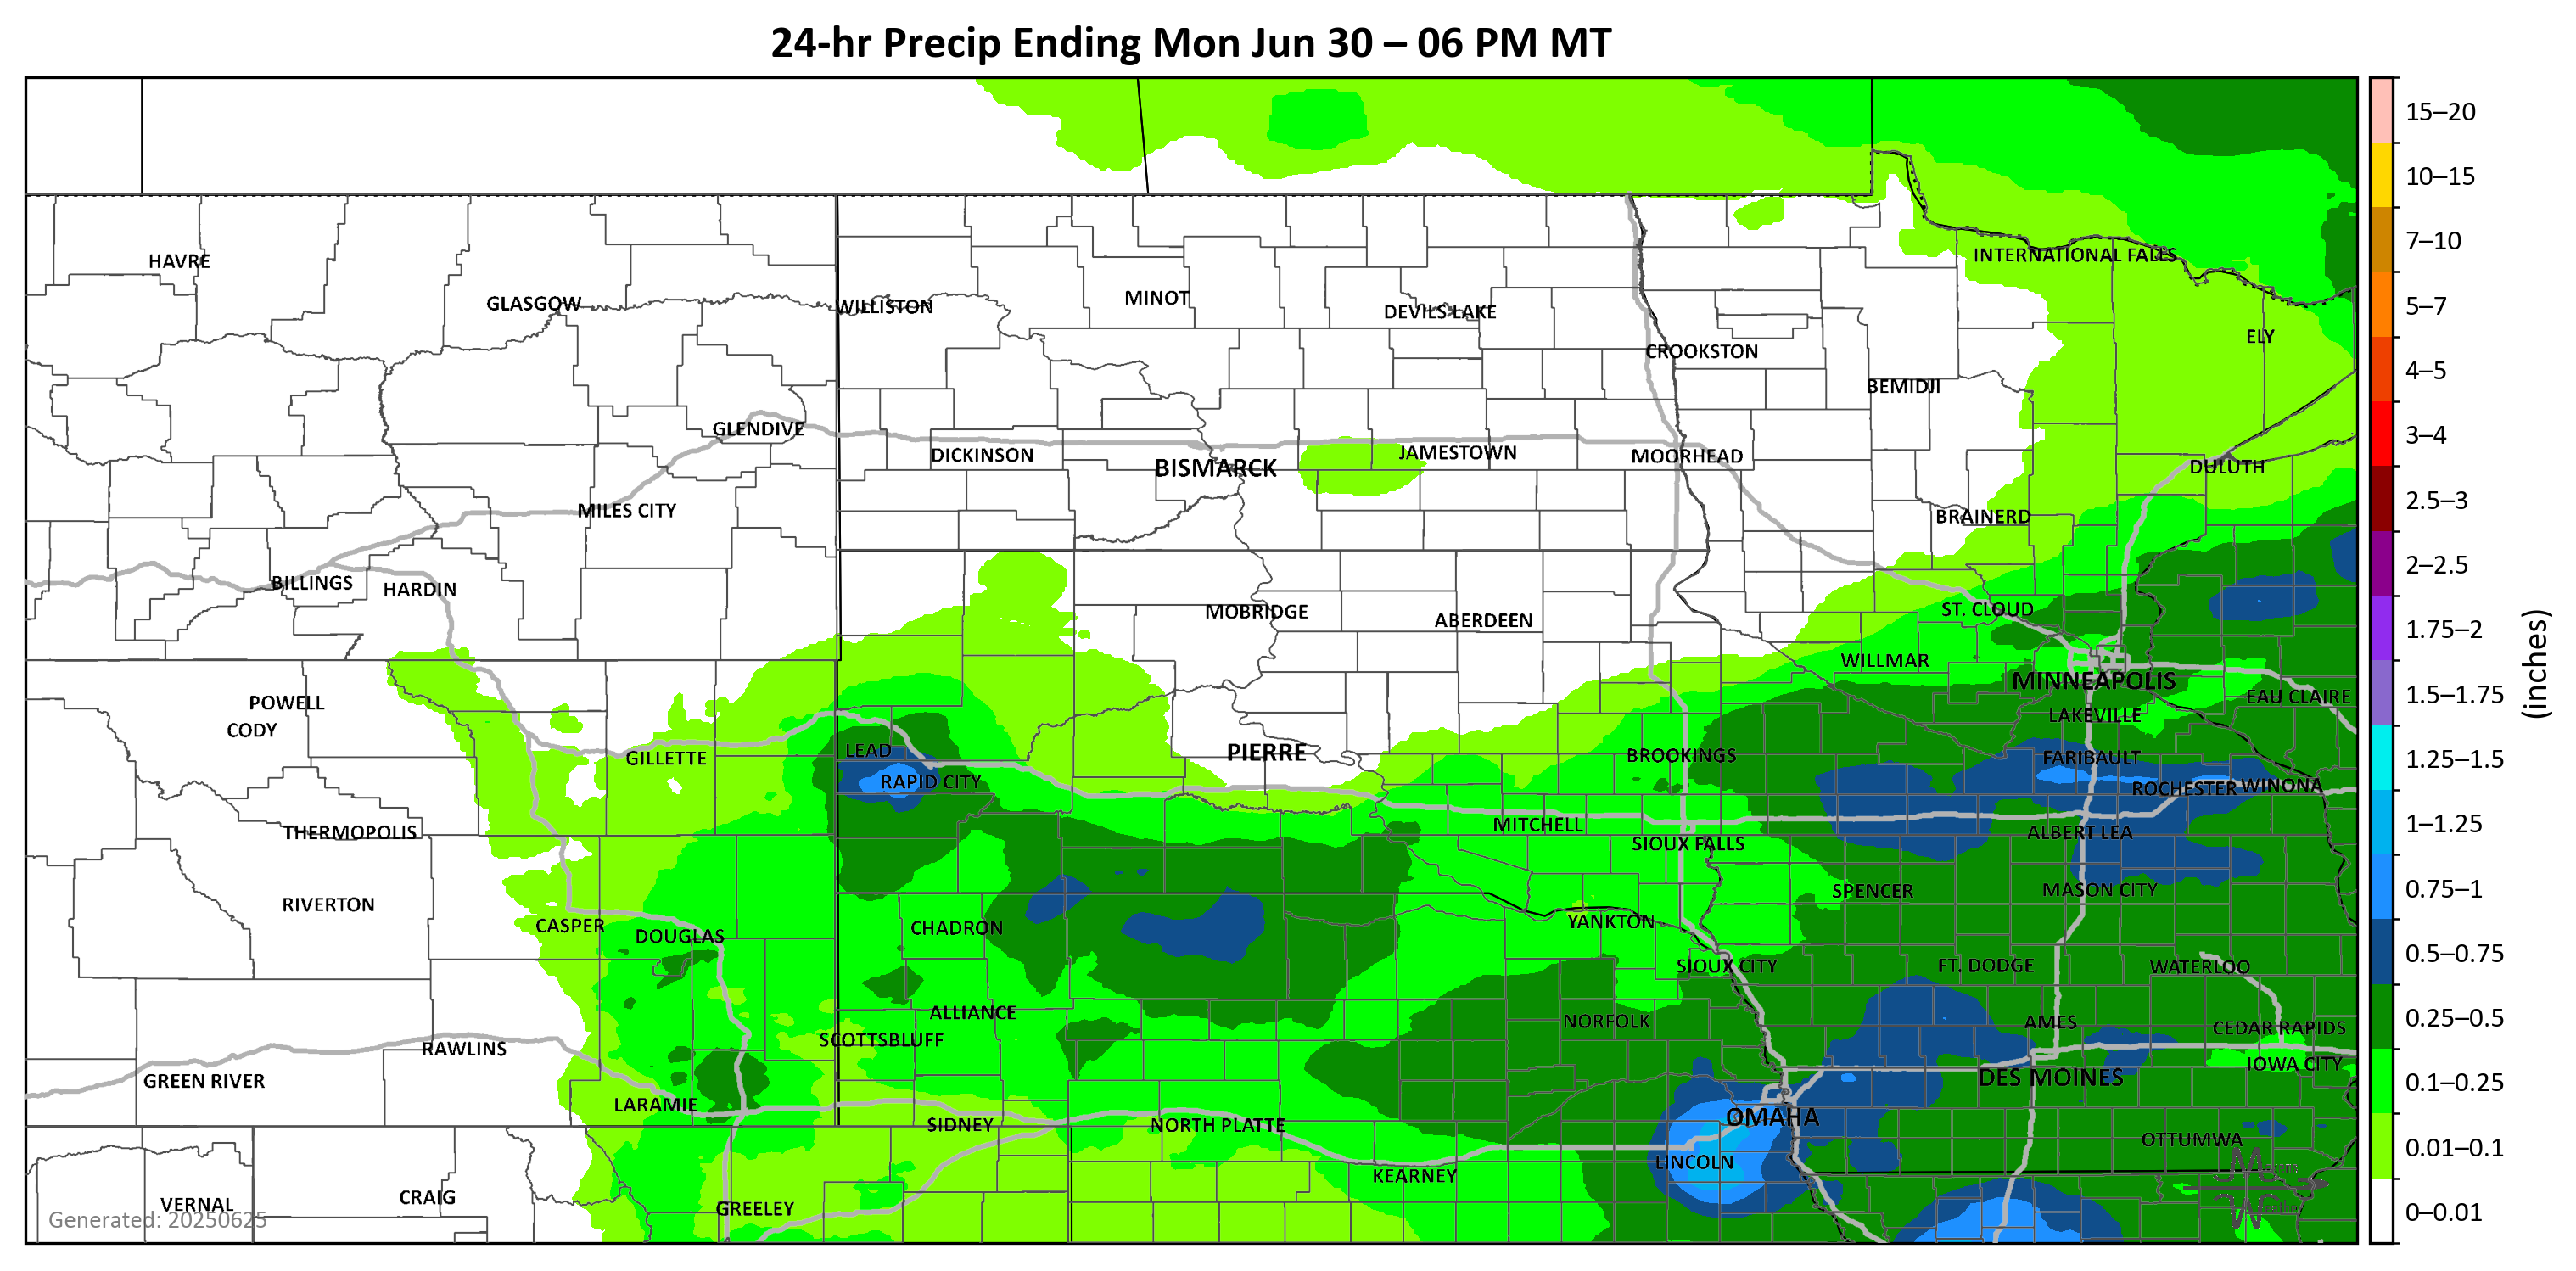 24-hr Precip Ending Mon Jun 30 – 06 PM MT
15–20
10–15
7–10
5–7
4–5
3–4
2.5–3
2–2.5
1.75–2
1.5–1.75
1.25–1.5
1–1.25
0.75–1
0.5–0.75
0.25–0.5
0.1–0.25
0.01–0.1
0–0.01
(inches)
HAVRE
INTERNATIONAL FALLS
GLASGOW
WILLISTON
MINOT
DEVILS LAKE
ELY
CROOKSTON
BEMIDJI
GLENDIVE
DICKINSON
BISMARCK
JAMESTOWN
MOORHEAD
DULUTH
MILES CITY
BRAINERD
BILLINGS
HARDIN
MOBRIDGE
ABERDEEN
ST. CLOUD
WILLMAR
MINNEAPOLIS
EAU CLAIRE
POWELL
CODY
LAKEVILLE
GILLETTE
LEAD
PIERRE
BROOKINGS
FARIBAULT
RAPID CITY
ROCHESTER
WINONA
THERMOPOLIS
MITCHELL
ALBERT LEA
SIOUX FALLS
RIVERTON
SPENCER
MASON CITY
CASPER
DOUGLAS
CHADRON
YANKTON
SIOUX CITY
FT. DODGE
WATERLOO
ALLIANCE
NORFOLK
AMES
CEDAR RAPIDS
SCOTTSBLUFF
RAWLINS
IOWA CITY
GREEN RIVER
DES MOINES
LARAMIE
SIDNEY
NORTH PLATTE
OMAHA
OTTUMWA
LINCOLN
KEARNEY
VERNAL
CRAIG
GREELEY
Generated: 20250625